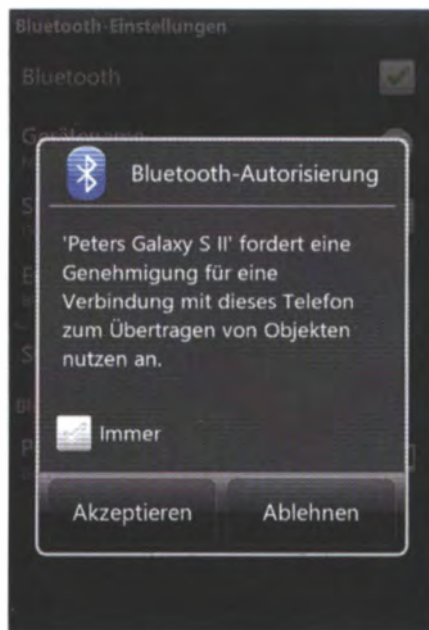 Bluetooth-Einstellungen
Bluetooth
Gerätename
Bluetooth-Autorisierung
'Peters Galaxy S II' fordert eine
Genehmigung für eine
Verbindung mit dieses Telefon
zum Übertragen von Objekten
nutzen an.
Immer
Akzeptieren
Ablehnen